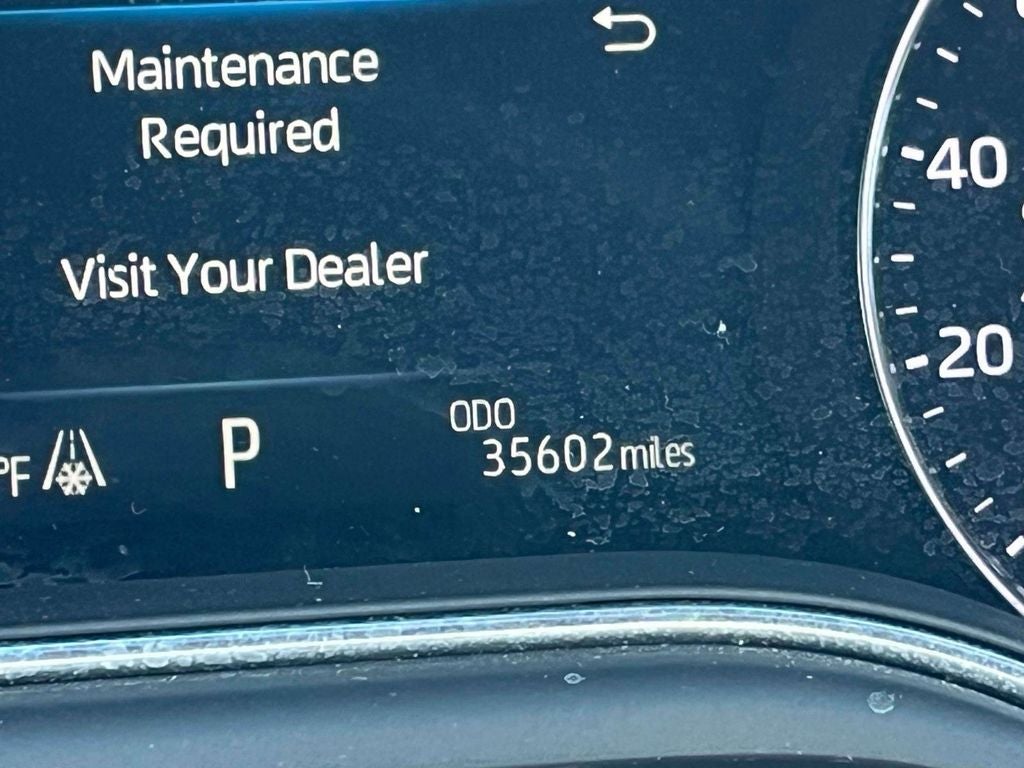 Maintenance
Required
Visit Your Dealer
40
20
ODO
35602 miles
P